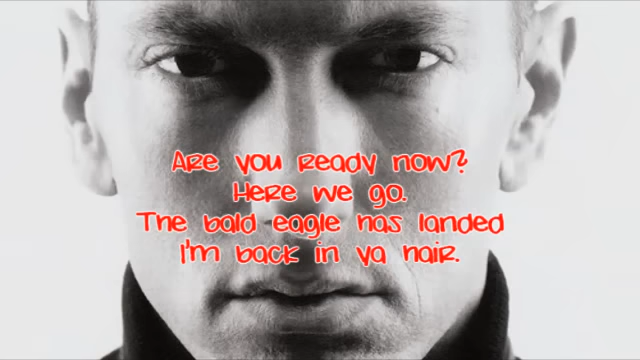 Are you ready now?
Here we go.
The bald eagle has landed
I'm back in ya hair.